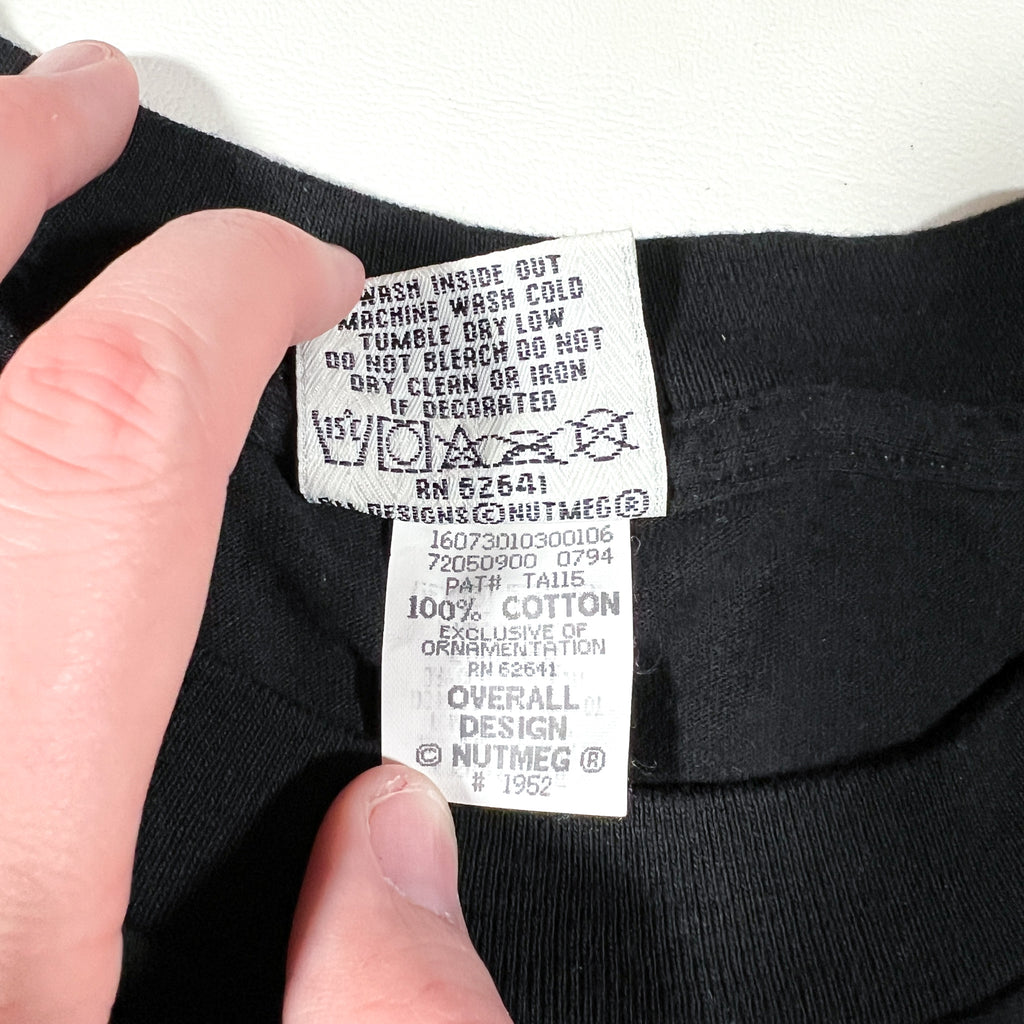 WASH INSIDE OUT
MACHINE WASH COLD
TUMBLE DRY LOW
DO NOT BLEACH DO NOT
DRY CLEAN OR IRON
IF DECORATED
15°C
RN 62641
DESIGNS © NUTMEG ®
16073010300106
72050900 0794
PAT# TA115
100% COTTON
EXCLUSIVE OF
ORNAMENTATION
RN 62641
OVERALL
DESIGN
© NUTMEG ®
# 1952